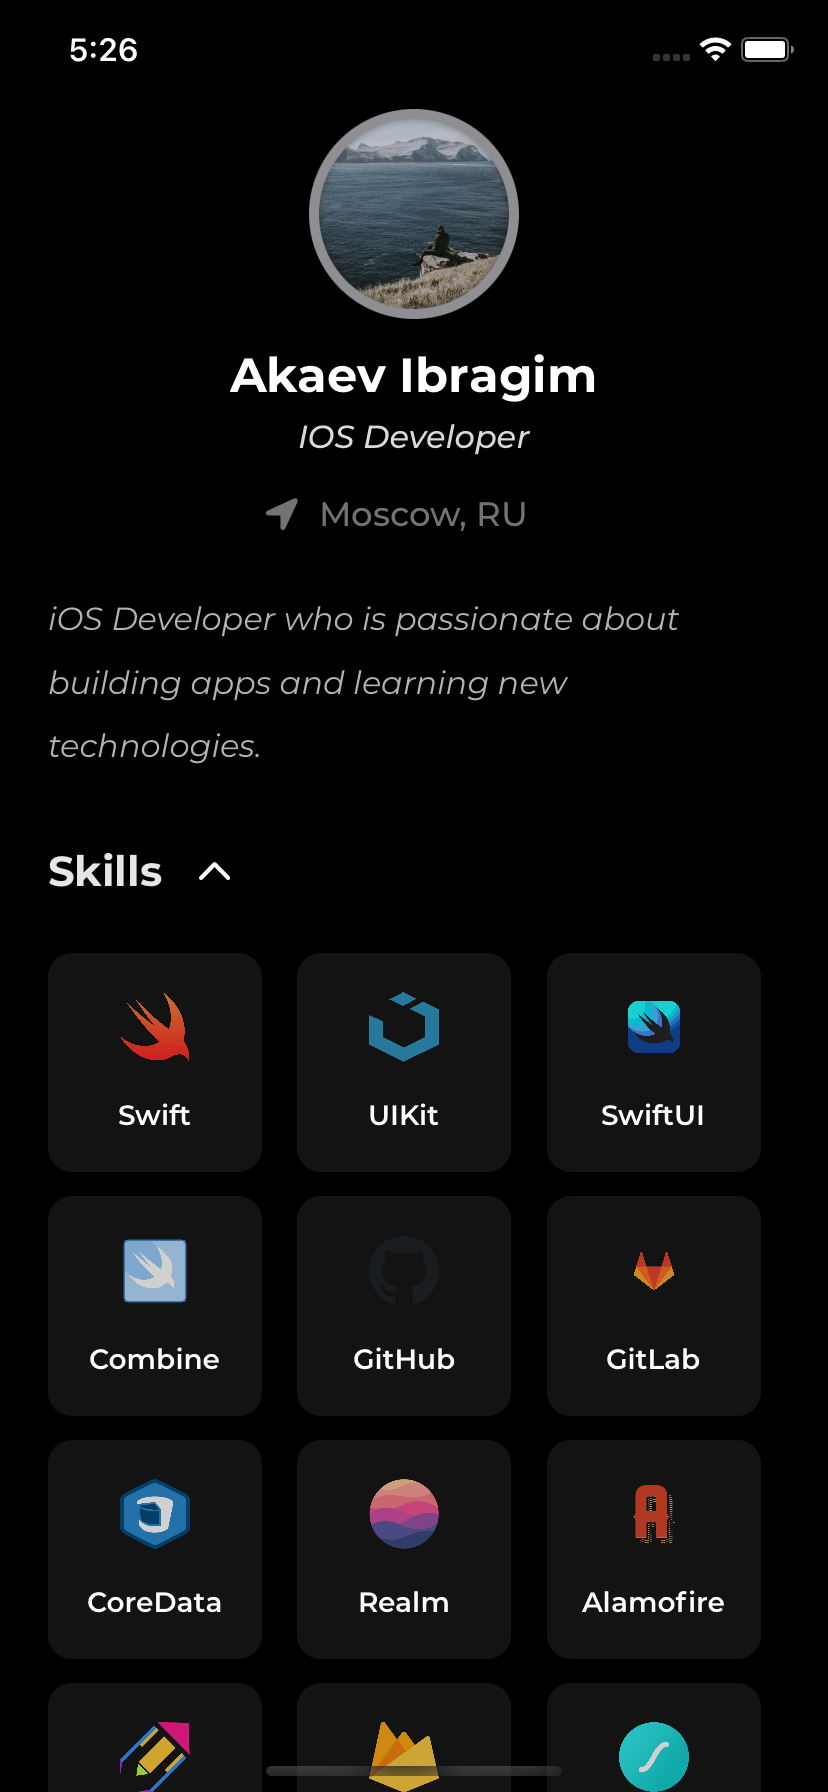 5:26
Akaev Ibragim
IOS Developer
Moscow, RU
iOS Developer who is passionate about
building apps and learning new
technologies.
Skills
Swift
UIKit
SwiftUI
Combine
GitHub
GitLab
CoreData
Realm
Alamofire